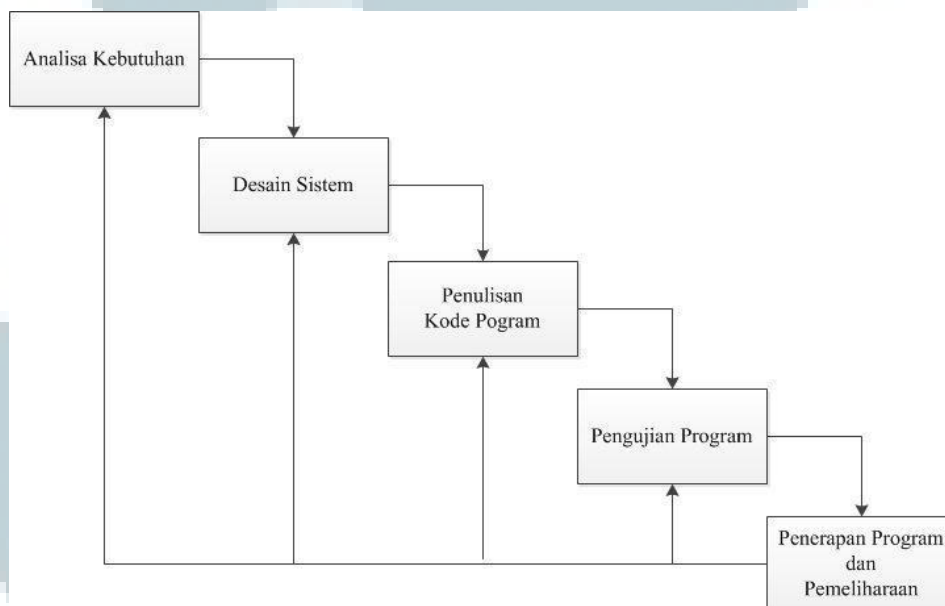 Analisa Kebutuhan
Desain Sistem
Penulisan
Kode Pogram
Pengujian Program
Penerapan Program
dan
Pemeliharaan